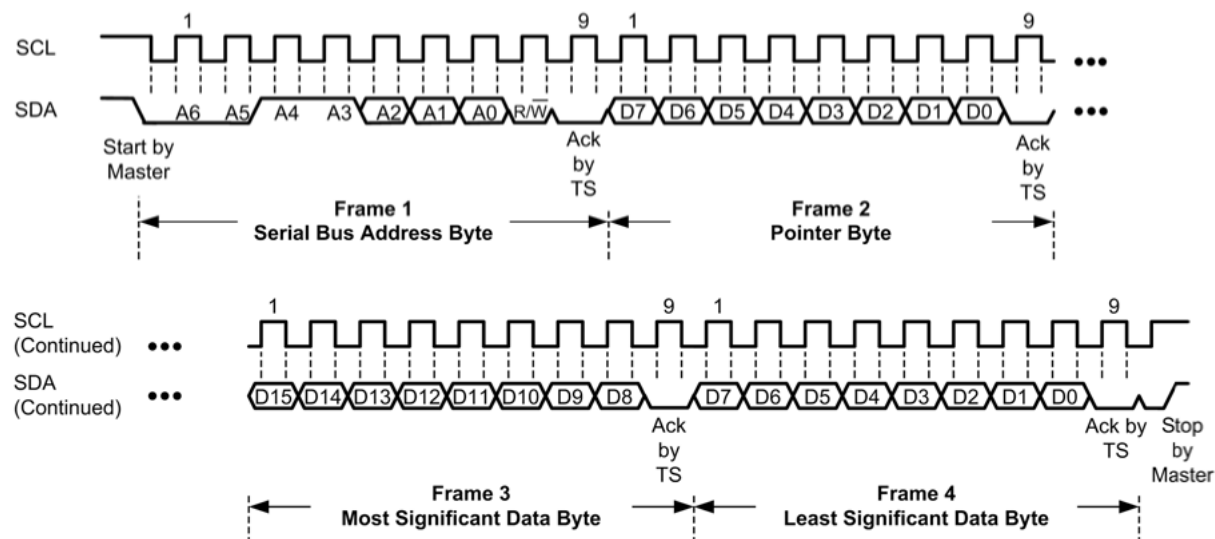 1 9 1 9
SCL
SDA A6 A5 A4 A3 A2 A1 A0 R/W̅ D7 D6 D5 D4 D3 D2 D1 D0
Start by
Master
Ack
by
TS
Ack
by
TS
Frame 1
Serial Bus Address Byte
Frame 2
Pointer Byte
1 9 1 9
SCL
(Continued) •••
SDA
(Continued) ••• D15 D14 D13 D12 D11 D10 D9 D8 D7 D6 D5 D4 D3 D2 D1 D0
Ack
by
TS
Ack by
TS
Stop
by
Master
Frame 3
Most Significant Data Byte
Frame 4
Least Significant Data Byte